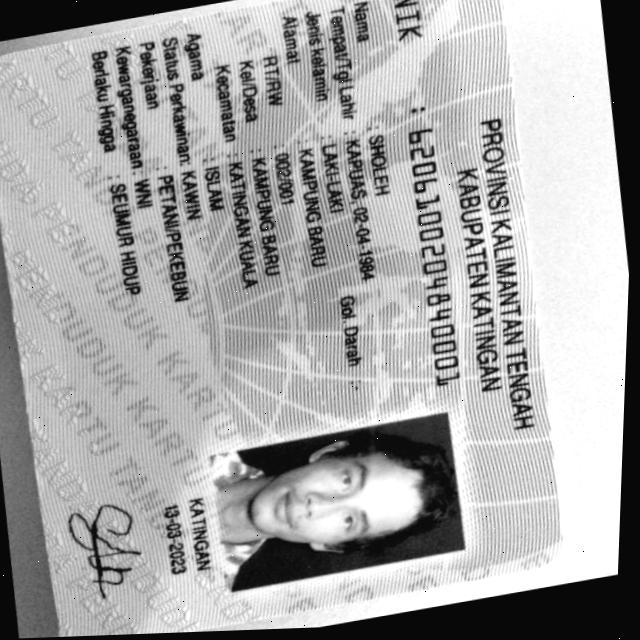 PROVINSI KALIMANTAN TENGAH
KABUPATEN KATINGAN
NIK : 6206100204840001
Nama : SHOLEH
Tempat/Tgl Lahir : KAPUAS, 02-04-1984
Jenis kelamin : LAKI-LAKI Gol. Darah : -
Alamat : KAMPUNG BARU
RT/RW : 002/001
Kel/Desa : KAMPUNG BARU
Kecamatan : KATINGAN KUALA
Agama : ISLAM
Status Perkawinan: KAWIN
Pekerjaan : PETANI/PEKEBUN
Kewarganegaraan: WNI
Berlaku Hingga : SEUMUR HIDUP
KATINGAN
13-03-2023